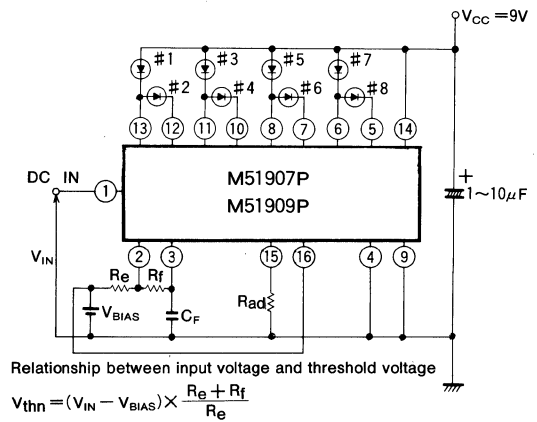 VCC = 9V
#1 #3 #5 #7
#2 #4 #6 #8
13 12 11 10 8 7 6 5 14
DC IN 1
M51907P
M51909P
+
1~10μF
VIN
2 3 15 16 4 9
Re Rf
Rad
VBIAS
CF
Relationship between input voltage and threshold voltage
Vthn = (VIN − VBIAS) × Re + Rf / Re